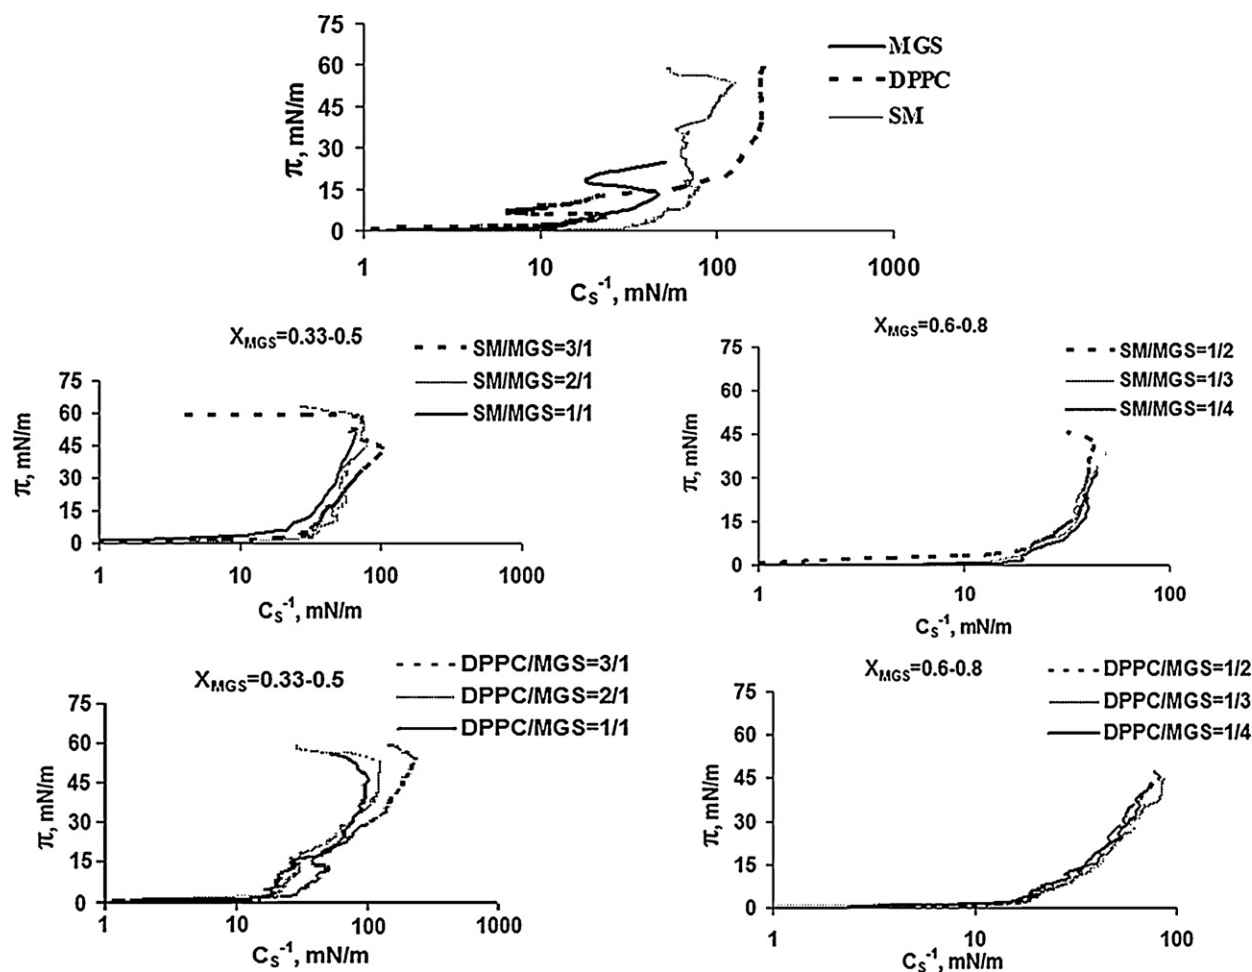 MGS
DPPC
SM
75
60
45
30
15
0
π, mN/m
1 10 100 1000
Cs⁻¹, mN/m
X_MGS=0.33-0.5
SM/MGS=3/1
SM/MGS=2/1
SM/MGS=1/1
75
60
45
30
15
0
π, mN/m
1 10 100 1000
Cs⁻¹, mN/m
X_MGS=0.6-0.8
SM/MGS=1/2
SM/MGS=1/3
SM/MGS=1/4
75
60
45
30
15
0
π, mN/m
1 10 100
Cs⁻¹, mN/m
X_MGS=0.33-0.5
DPPC/MGS=3/1
DPPC/MGS=2/1
DPPC/MGS=1/1
75
60
45
30
15
0
π, mN/m
1 10 100 1000
Cs⁻¹, mN/m
X_MGS=0.6-0.8
DPPC/MGS=1/2
DPPC/MGS=1/3
DPPC/MGS=1/4
75
60
45
30
15
0
π, mN/m
1 10 100
Cs⁻¹, mN/m